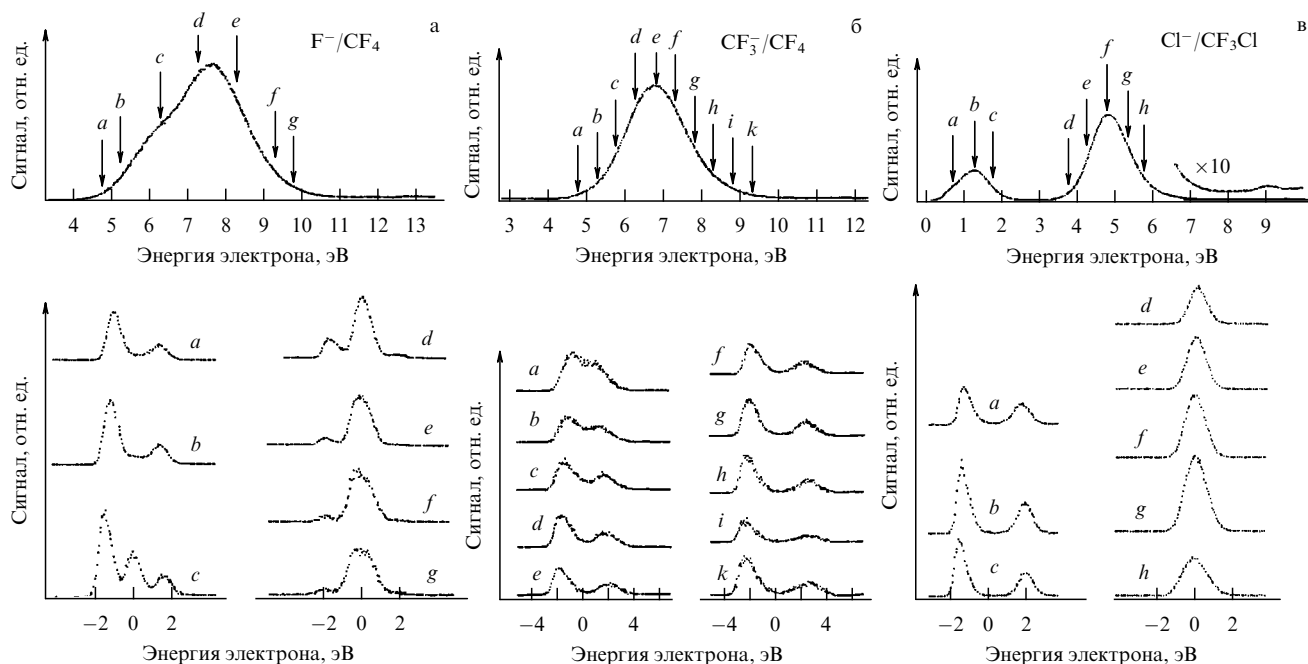 F⁻/CF₄
а
Сигнал, отн. ед.
a
b
c
d
e
f
g
4 5 6 7 8 9 10 11 12 13
Энергия электрона, эВ
CF₃⁻/CF₄
б
Сигнал, отн. ед.
a
b
c
d
e
f
g
h
i
k
3 4 5 6 7 8 9 10 11 12
Энергия электрона, эВ
Cl⁻/CF₃Cl
в
Сигнал, отн. ед.
a
b
c
d
e
f
g
h
×10
0 1 2 3 4 5 6 7 8 9
Энергия электрона, эВ
Сигнал, отн. ед.
a
b
c
−2 0 2
d
e
f
g
−2 0 2
Энергия электрона, эВ
Сигнал, отн. ед.
a
b
c
d
e
−4 0 4
f
g
h
i
k
−4 0 4
Энергия электрона, эВ
Сигнал, отн. ед.
a
b
c
−2 0 2
d
e
f
g
h
−2 0 2
Энергия электрона, эВ